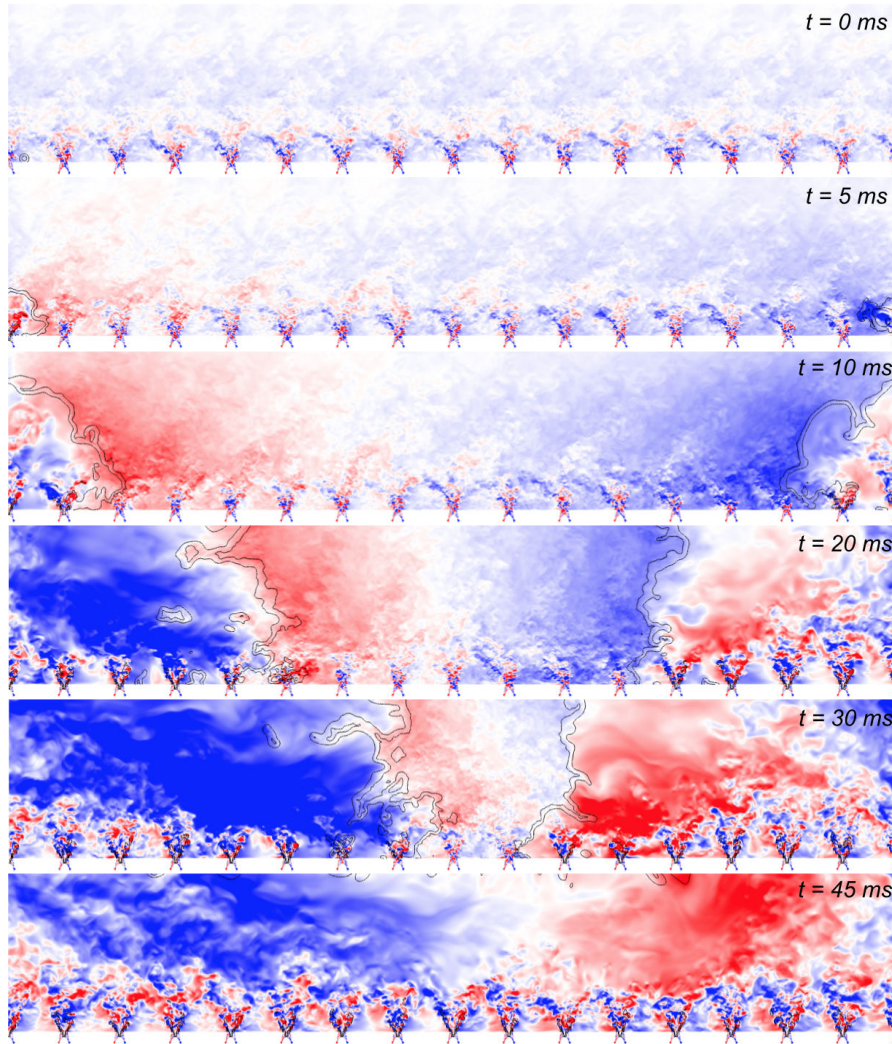 t = 0 ms
t = 5 ms
t = 10 ms
t = 20 ms
t = 30 ms
t = 45 ms